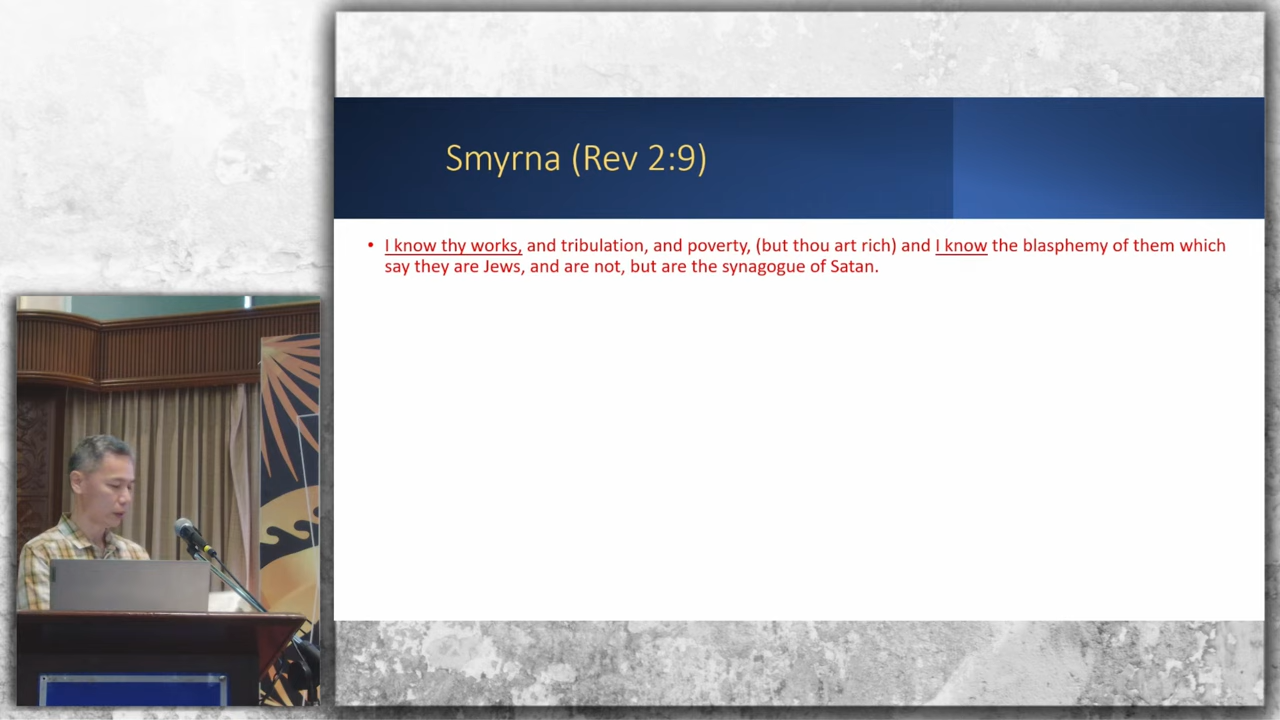 Smyrna (Rev 2:9)
• I know thy works, and tribulation, and poverty, (but thou art rich) and I know the blasphemy of them which
say they are Jews, and are not, but are the synagogue of Satan.